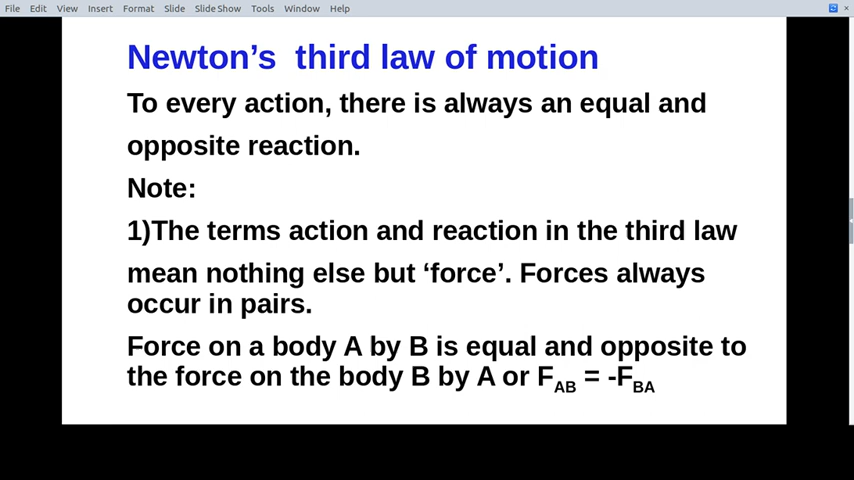 File Edit View Insert Format Slide Slide Show Tools Window Help
Newton’s third law of motion
To every action, there is always an equal and
opposite reaction.
Note:
1)The terms action and reaction in the third law
mean nothing else but ‘force’. Forces always
occur in pairs.
Force on a body A by B is equal and opposite to
the force on the body B by A or FAB = -FBA